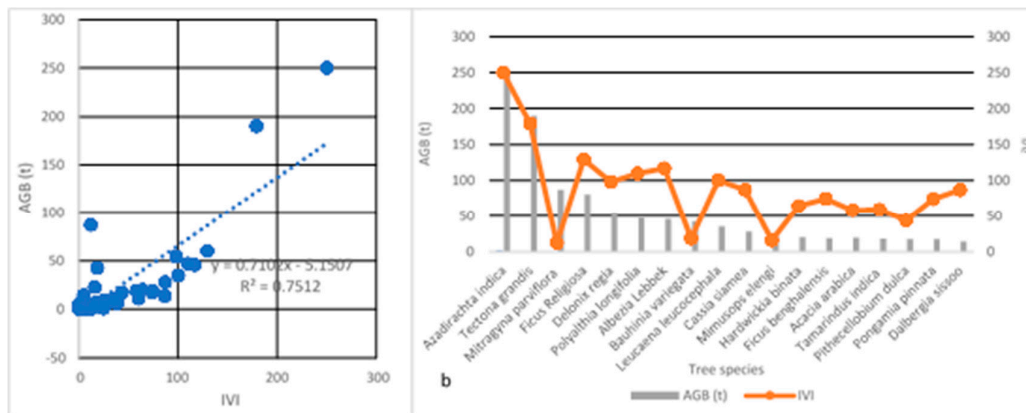 300
250
200
150
100
50
0
-50
AGB (t)
0
100
200
300
IVI
y = 0.7102x - 5.1507
R² = 0.7512
300
250
200
150
100
50
0
AGB (t)
300
250
200
150
100
50
0
Azadirachta indica
Tectona grandis
Mitragyna parviflora
Ficus Religiosa
Delonix regia
Polyalthia longifolia
Albezia Lebbek
Bauhinia variegata
Leucaena leucocephala
Cassia siamea
Mimusops elengi
Hardwickia binata
Ficus benghalensis
Acacia arabica
Tamarindus indica
Pithecellobium dulce
Pongamia pinnata
Dalbergia sissoo
Tree species
b
AGB (t)
IVI